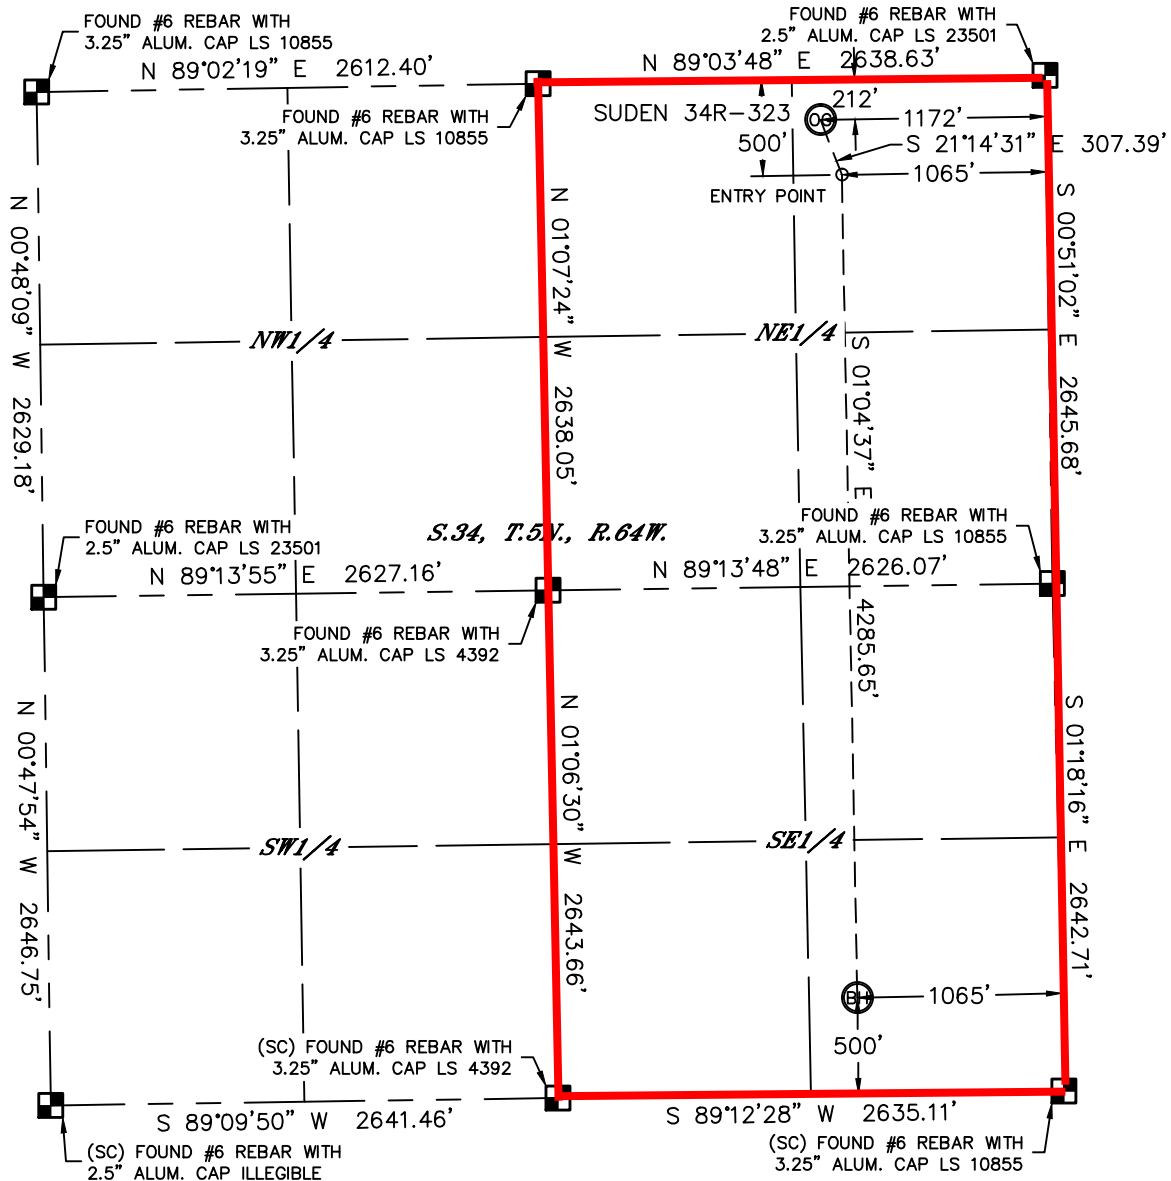 FOUND #6 REBAR WITH
3.25" ALUM. CAP LS 10855
N 89°02'19" E 2612.40'
FOUND #6 REBAR WITH
2.5" ALUM. CAP LS 23501
N 89°03'48" E 2638.63'
FOUND #6 REBAR WITH
3.25" ALUM. CAP LS 10855
SUDEN 34R-323
OG
212'
1172'
500'
S 21°14'31" E 307.39'
1065'
ENTRY POINT
N 00°48'09" W 2629.18'
N 01°07'24" W 2638.05'
S 00°51'02" E 2645.68'
NW1/4
NE1/4
S 01°04'37" E 4285.65'
FOUND #6 REBAR WITH
2.5" ALUM. CAP LS 23501
S.34, T.5N., R.64W.
FOUND #6 REBAR WITH
3.25" ALUM. CAP LS 10855
N 89°13'55" E 2627.16'
N 89°13'48" E 2626.07'
FOUND #6 REBAR WITH
3.25" ALUM. CAP LS 4392
N 00°47'54" W 2646.75'
N 01°06'30" W 2643.66'
S 01°18'16" E 2642.71'
SW1/4
SE1/4
BH
1065'
500'
(SC) FOUND #6 REBAR WITH
3.25" ALUM. CAP LS 4392
S 89°09'50" W 2641.46'
S 89°12'28" W 2635.11'
(SC) FOUND #6 REBAR WITH
2.5" ALUM. CAP ILLEGIBLE
(SC) FOUND #6 REBAR WITH
3.25" ALUM. CAP LS 10855